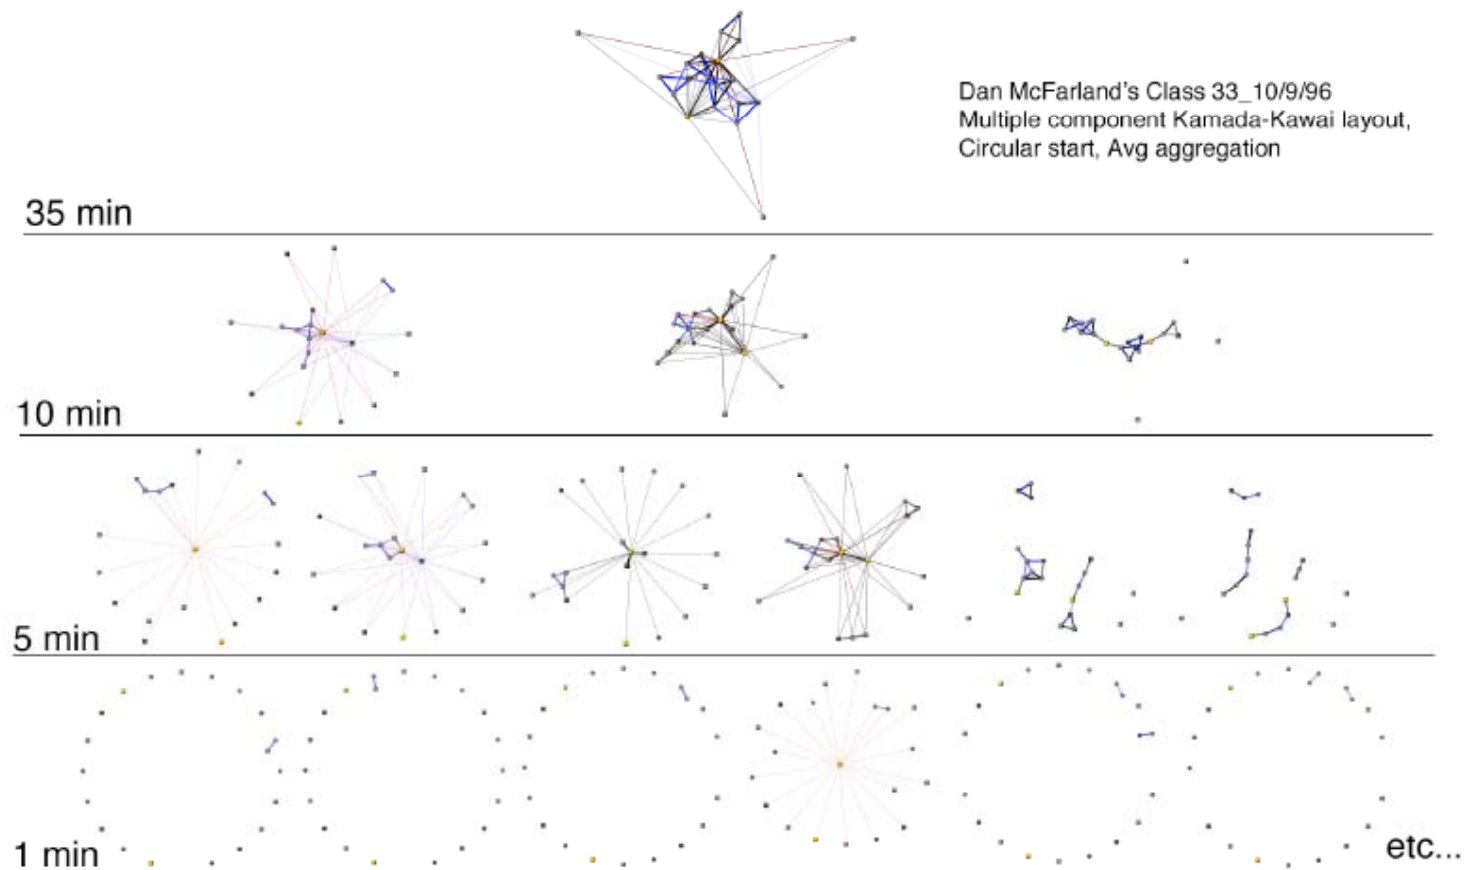 Dan McFarland's Class 33_10/9/96
Multiple component Kamada-Kawai layout,
Circular start, Avg aggregation
35 min
10 min
5 min
1 min
etc...